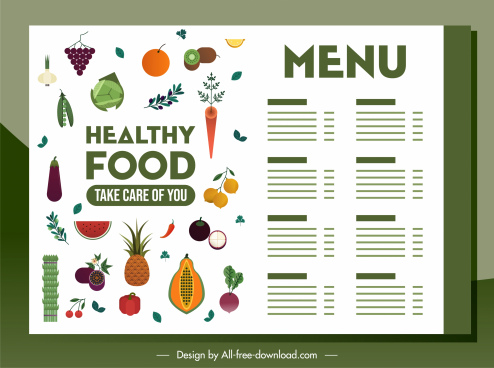 HEALTHY
FOOD
TAKE CARE OF YOU
MENU
Design by All-free-download.com